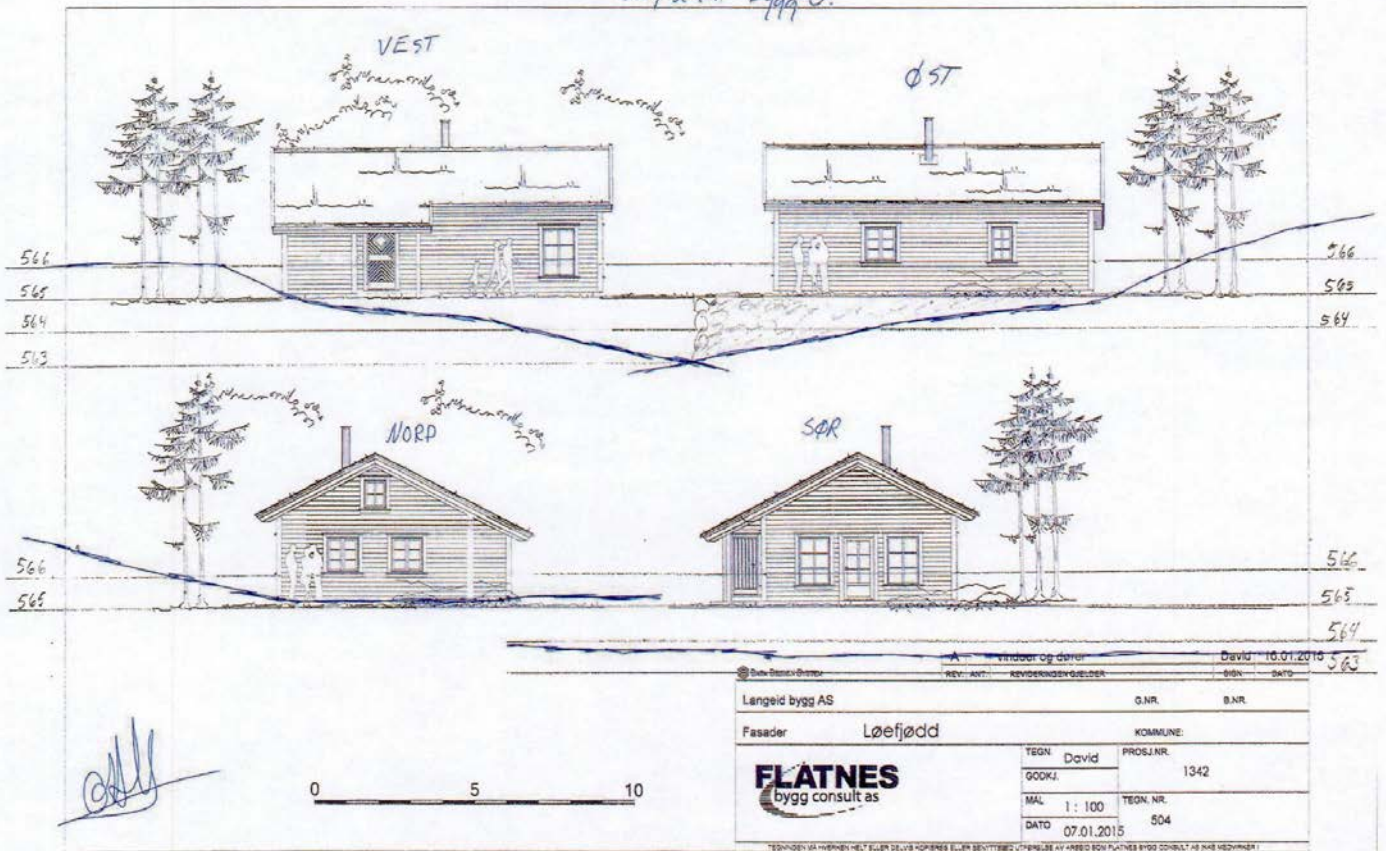 VEST
ØST
566
565
564
563
566
565
564
NORD
SØR
566
565
566
565
564
563
A Vinduer og dører David 16.01.2015
REV. ANT. REVIDERINGEN GJELDER SIGN DATO
Langeid bygg AS G.NR. B.NR.
Fasader Løefjødd KOMMUNE:
FLATNES
bygg consult as
TEGN. David PROSJ.NR.
GODKJ. 1342
MÅL 1 : 100 TEGN. NR.
DATO 07.01.2015 504
0 5 10